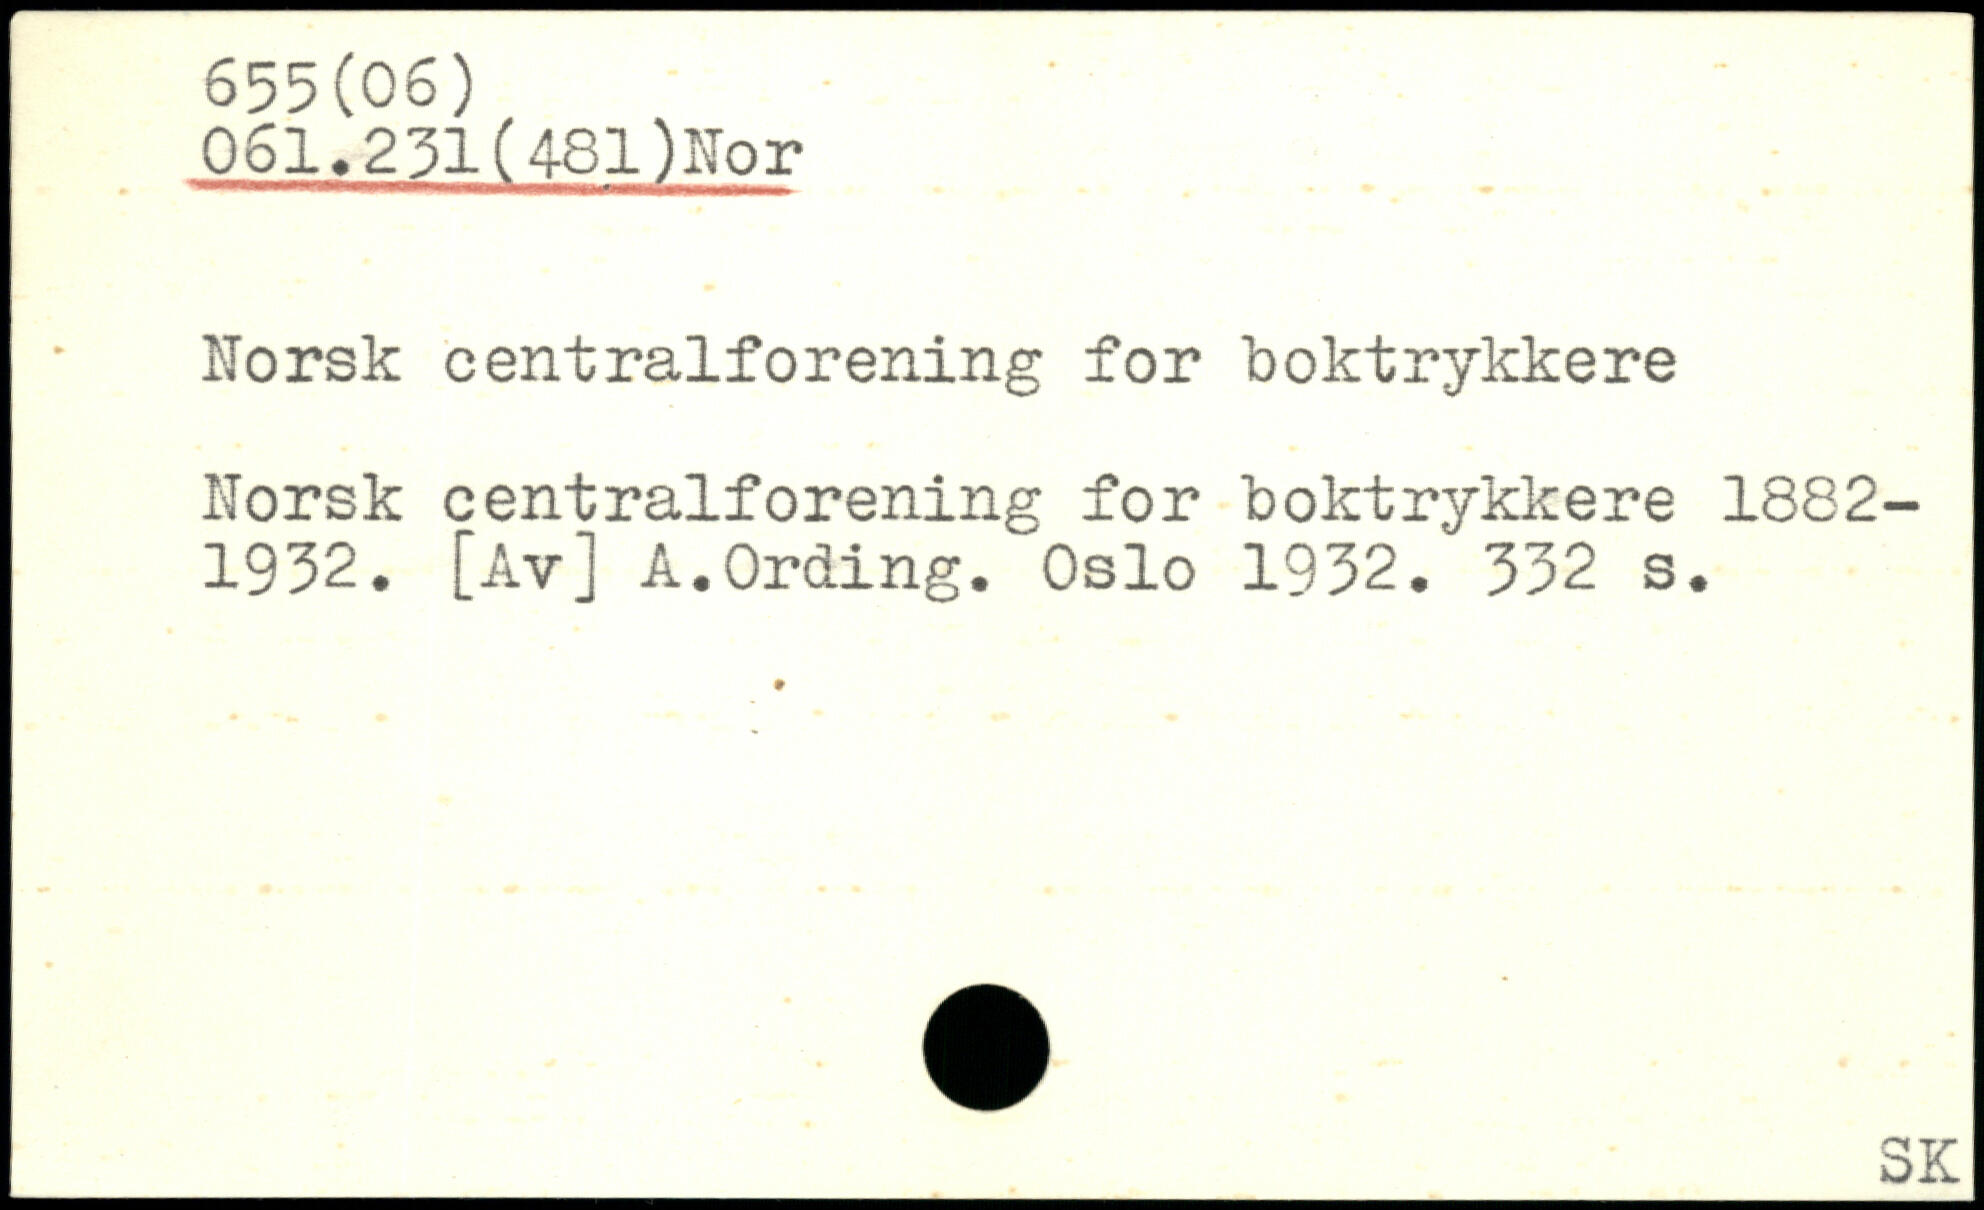 655(06)
061.231(481)Nor
Norsk centralforening for boktrykkere
Norsk centralforening for boktrykkere 1882-
1932. [Av] A.Ording. Oslo 1932. 332 s.
SK